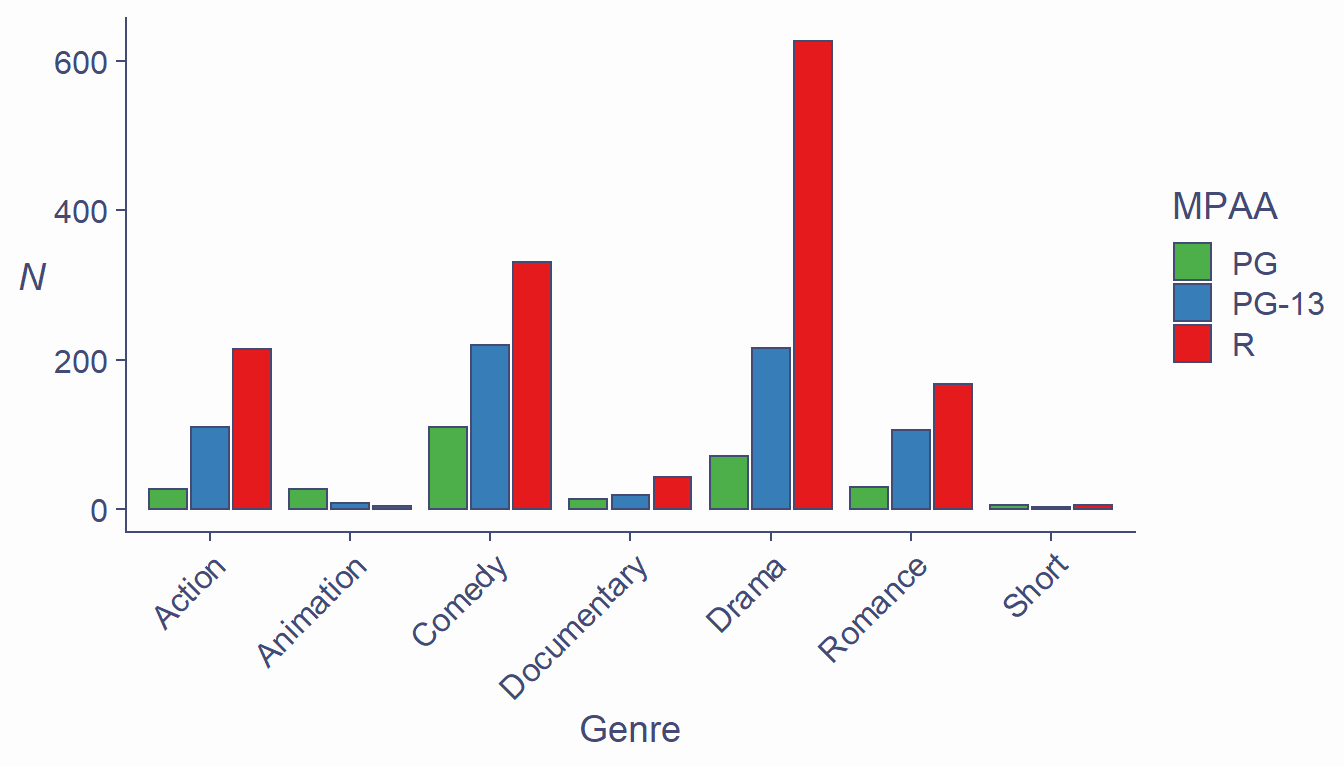 600
400
200
0
N
Action
Animation
Comedy
Documentary
Drama
Romance
Short
Genre
MPAA
PG
PG-13
R